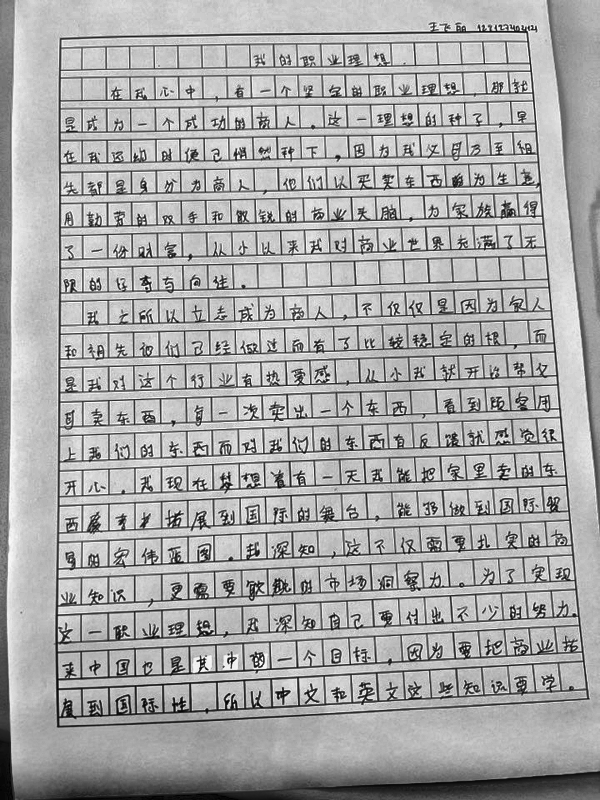 王飞
我的职业理想
在我心中，有一个坚定的职业理想，那就
是成为一个成功的商人。这一理想的种子，早
在我还幼时便已悄然种下，因为我父母乃至祖
先都是身分为商人，他们以买卖东西的为生意，
用勤劳的双手和敏锐的商业头脑，为家族赢得
了一份财富，从小以来我对商业世界充满了无
限的好奇与向往。
我之所以立志成为商人，不仅仅是因为家人
和祖先他们已经做过而有了比较稳定的根，而
是我对这个行业有热爱感，从小我就开始帮父
母卖东西，每一次卖出一个东西，看到顾客用
上我们的东西而对我们的东西有反馈就感觉很
开心。我现在梦想着有一天我能把家里卖的东
西 拓展到国际的舞台，能够做到国际贸
易的宏伟蓝图。我深知，这不仅需要扎实的商
业知识，更需要敏锐的市场洞察力。为了实现
这一职业理想，我深知自己要付出不少的努力。
来中国也是其中的一个目标，因为要把商业拓
展到国际性，所以中文和英文这些知识要学。